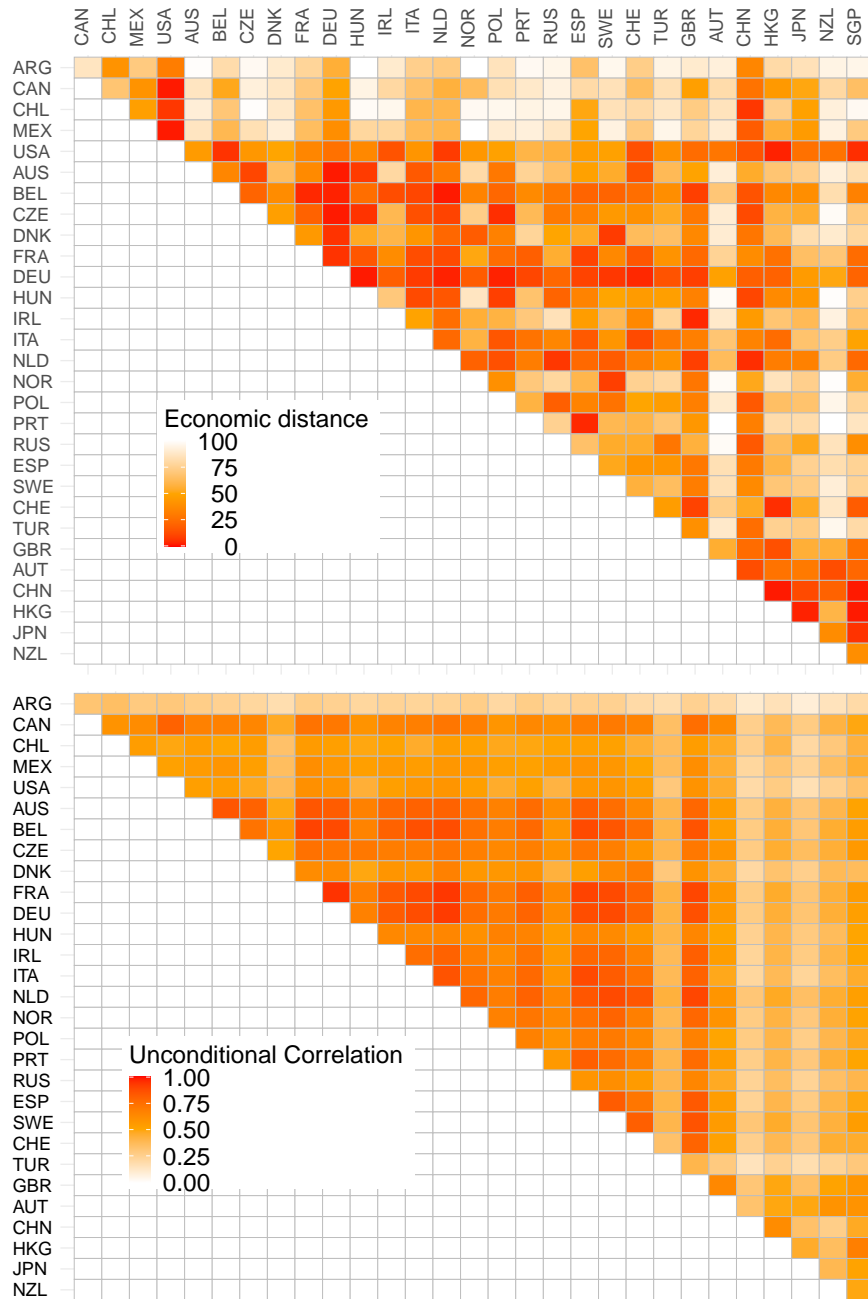 CAN CHL MEX USA AUS BEL CZE DNK FRA DEU HUN IRL ITA NLD NOR POL PRT RUS ESP SWE CHE TUR GBR AUT CHN HKG JPN NZL SGP
ARG
CAN
CHL
MEX
USA
AUS
BEL
CZE
DNK
FRA
DEU
HUN
IRL
ITA
NLD
NOR
POL
PRT
RUS
ESP
SWE
CHE
TUR
GBR
AUT
CHN
HKG
JPN
NZL
Economic distance
100
75
50
25
0
ARG
CAN
CHL
MEX
USA
AUS
BEL
CZE
DNK
FRA
DEU
HUN
IRL
ITA
NLD
NOR
POL
PRT
RUS
ESP
SWE
CHE
TUR
GBR
AUT
CHN
HKG
JPN
NZL
Unconditional Correlation
1.00
0.75
0.50
0.25
0.00